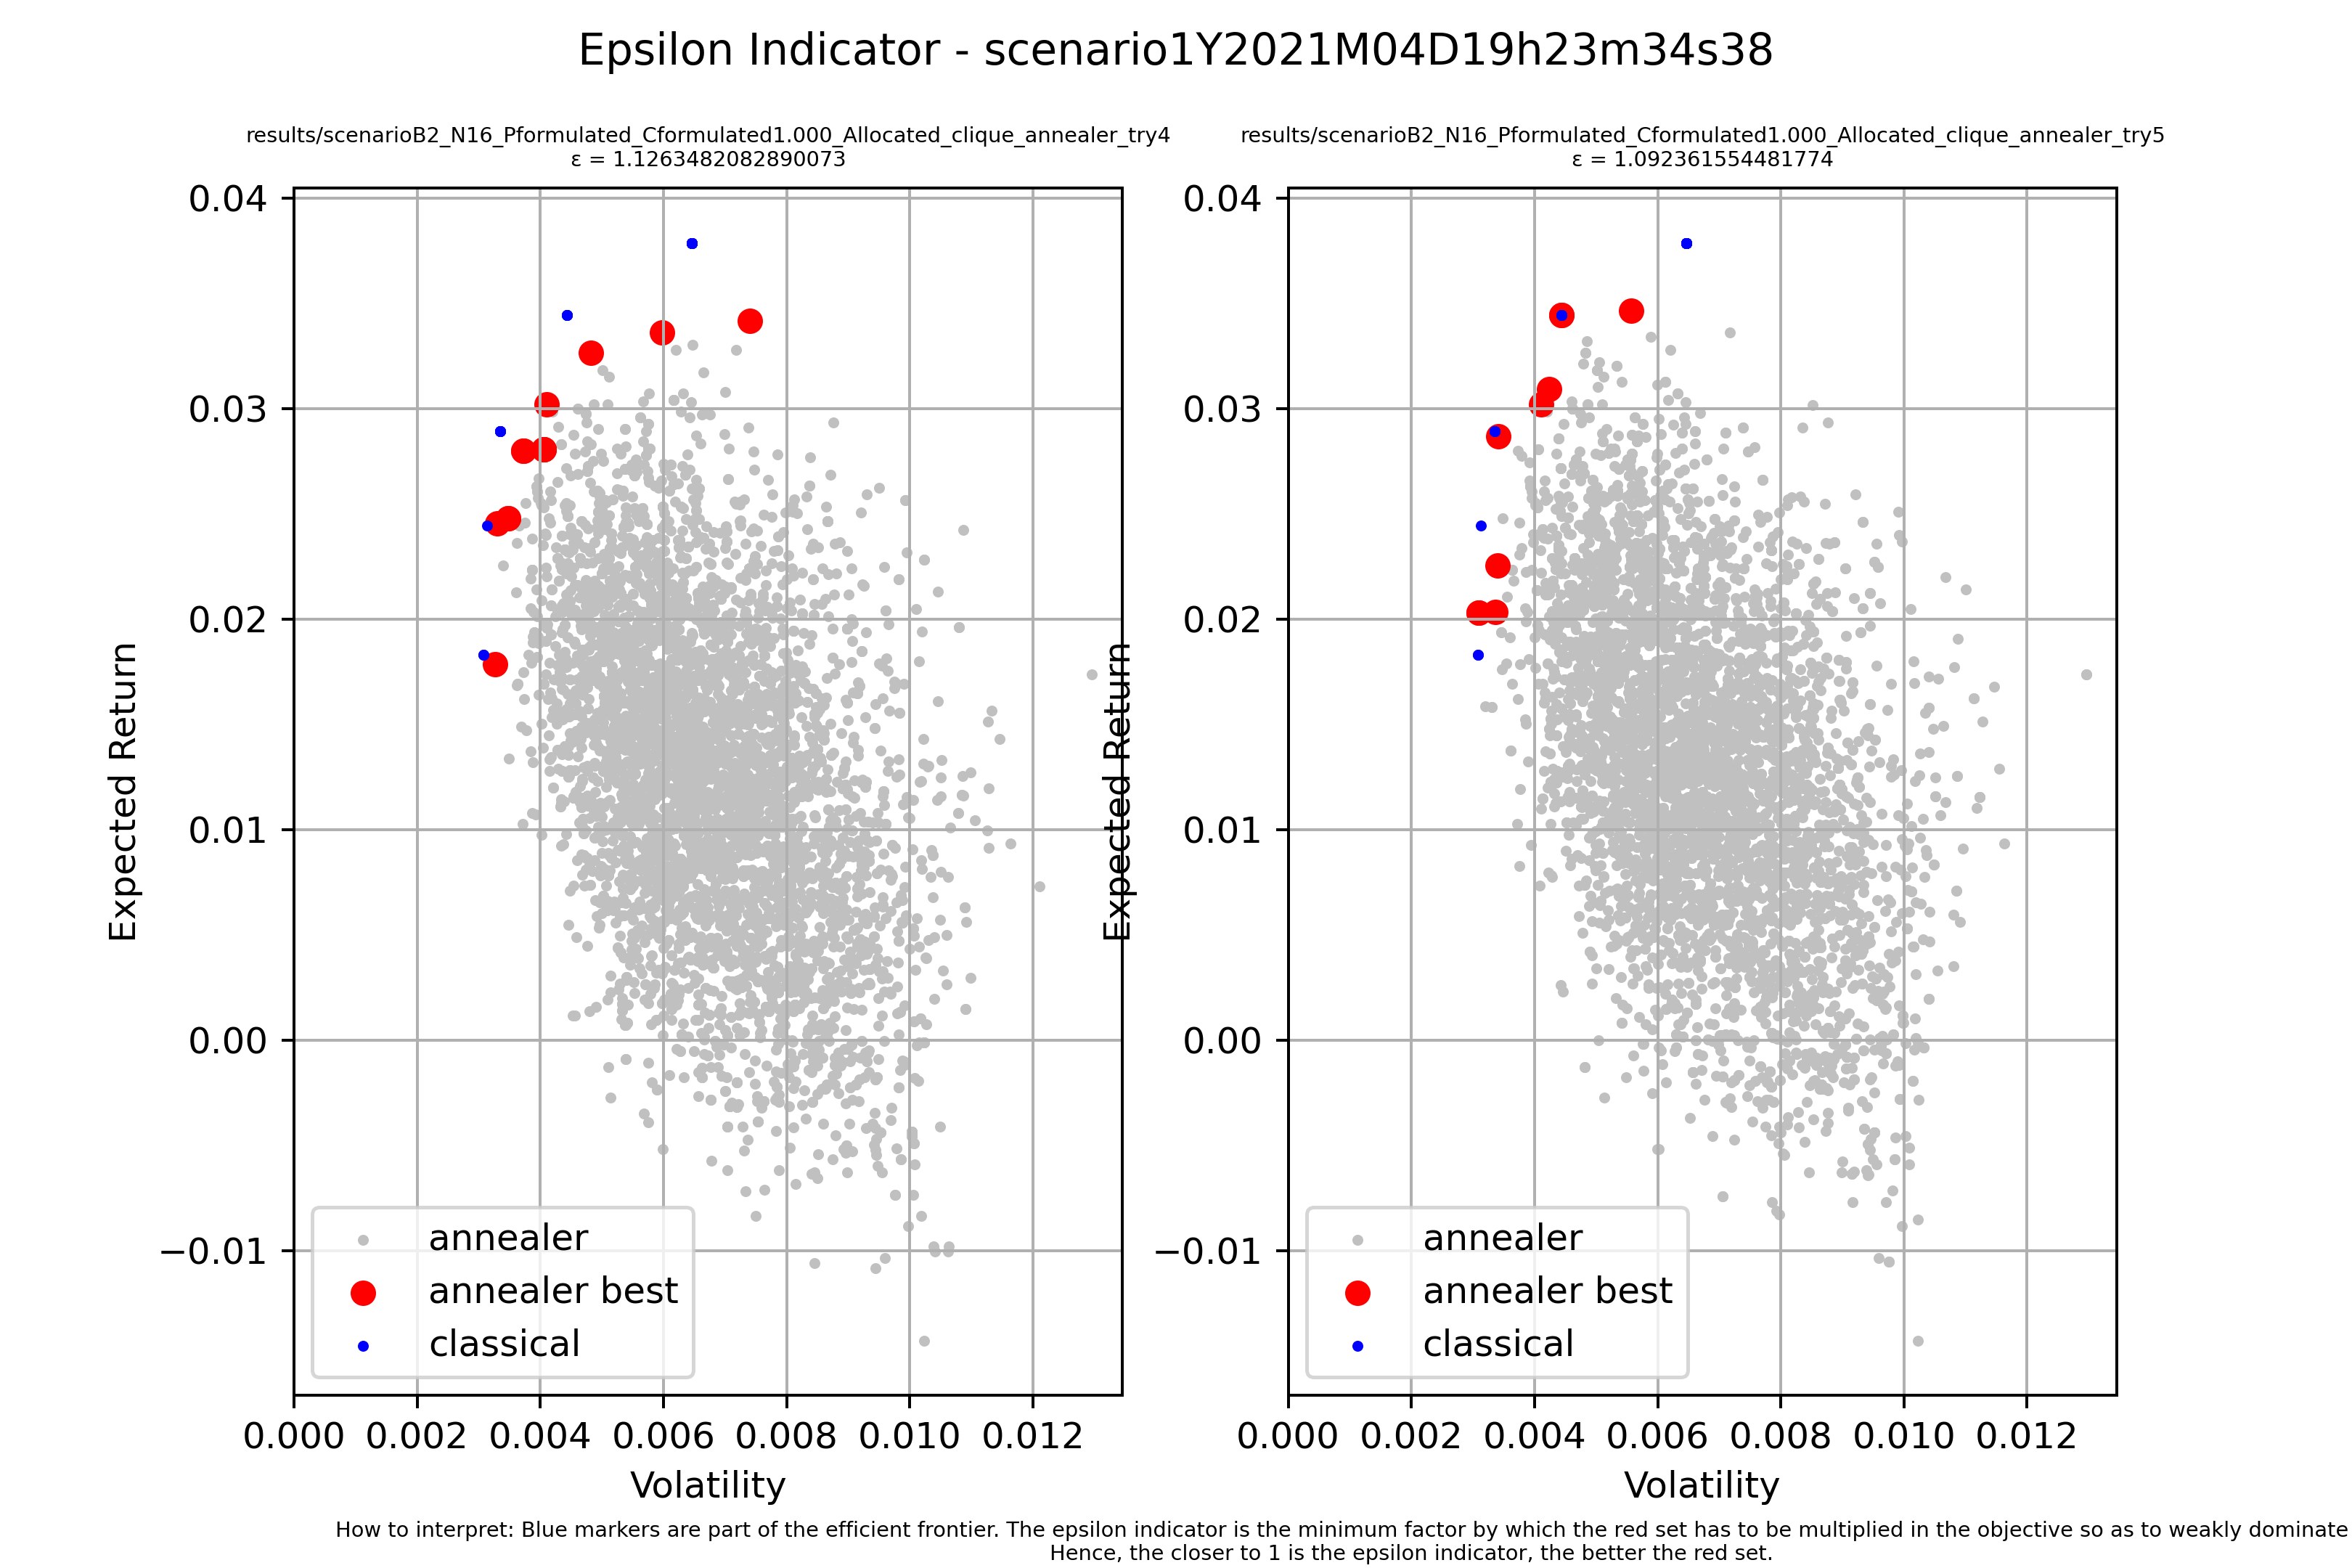 Epsilon Indicator - scenario1Y2021M04D19h23m34s38
results/scenarioB2_N16_Pformulated_Cformulated1.000_Allocated_clique_annealer_try4
ε = 1.1263482082890073
0.04
0.03
0.02
0.01
0.00
−0.01
Expected Return
annealer
annealer best
classical
0.000 0.002 0.004 0.006 0.008 0.010 0.012
Volatility
results/scenarioB2_N16_Pformulated_Cformulated1.000_Allocated_clique_annealer_try5
ε = 1.092361554481774
0.04
0.03
0.02
0.01
0.00
−0.01
Expected Return
annealer
annealer best
classical
0.000 0.002 0.004 0.006 0.008 0.010 0.012
Volatility
How to interpret: Blue markers are part of the efficient frontier. The epsilon indicator is the minimum factor by which the red set has to be multiplied in the objective so as to weakly dominate
Hence, the closer to 1 is the epsilon indicator, the better the red set.